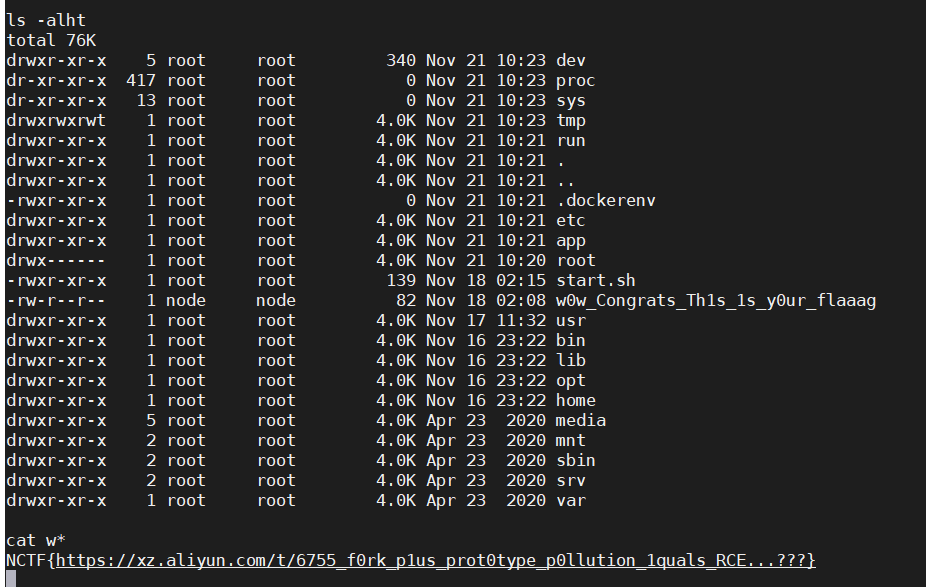 ls -alht
total 76K
drwxr-xr-x    5 root     root         340 Nov 21 10:23 dev
dr-xr-xr-x  417 root     root           0 Nov 21 10:23 proc
dr-xr-xr-x   13 root     root           0 Nov 21 10:23 sys
drwxrwxrwt    1 root     root        4.0K Nov 21 10:23 tmp
drwxr-xr-x    1 root     root        4.0K Nov 21 10:21 run
drwxr-xr-x    1 root     root        4.0K Nov 21 10:21 .
drwxr-xr-x    1 root     root        4.0K Nov 21 10:21 ..
-rwxr-xr-x    1 root     root           0 Nov 21 10:21 .dockerenv
drwxr-xr-x    1 root     root        4.0K Nov 21 10:21 etc
drwxr-xr-x    1 root     root        4.0K Nov 21 10:21 app
drwx------    1 root     root        4.0K Nov 21 10:20 root
-rwxr-xr-x    1 root     root         139 Nov 18 02:15 start.sh
-rw-r--r--    1 node     node          82 Nov 18 02:08 w0w_Congrats_Th1s_1s_y0ur_flaaag
drwxr-xr-x    1 root     root        4.0K Nov 17 11:32 usr
drwxr-xr-x    1 root     root        4.0K Nov 16 23:22 bin
drwxr-xr-x    1 root     root        4.0K Nov 16 23:22 lib
drwxr-xr-x    1 root     root        4.0K Nov 16 23:22 opt
drwxr-xr-x    1 root     root        4.0K Nov 16 23:22 home
drwxr-xr-x    5 root     root        4.0K Apr 23  2020 media
drwxr-xr-x    2 root     root        4.0K Apr 23  2020 mnt
drwxr-xr-x    2 root     root        4.0K Apr 23  2020 sbin
drwxr-xr-x    2 root     root        4.0K Apr 23  2020 srv
drwxr-xr-x    1 root     root        4.0K Apr 23  2020 var
cat w*
NCTF{https://xz.aliyun.com/t/6755_f0rk_p1us_prot0type_p0llution_1quals_RCE...???}